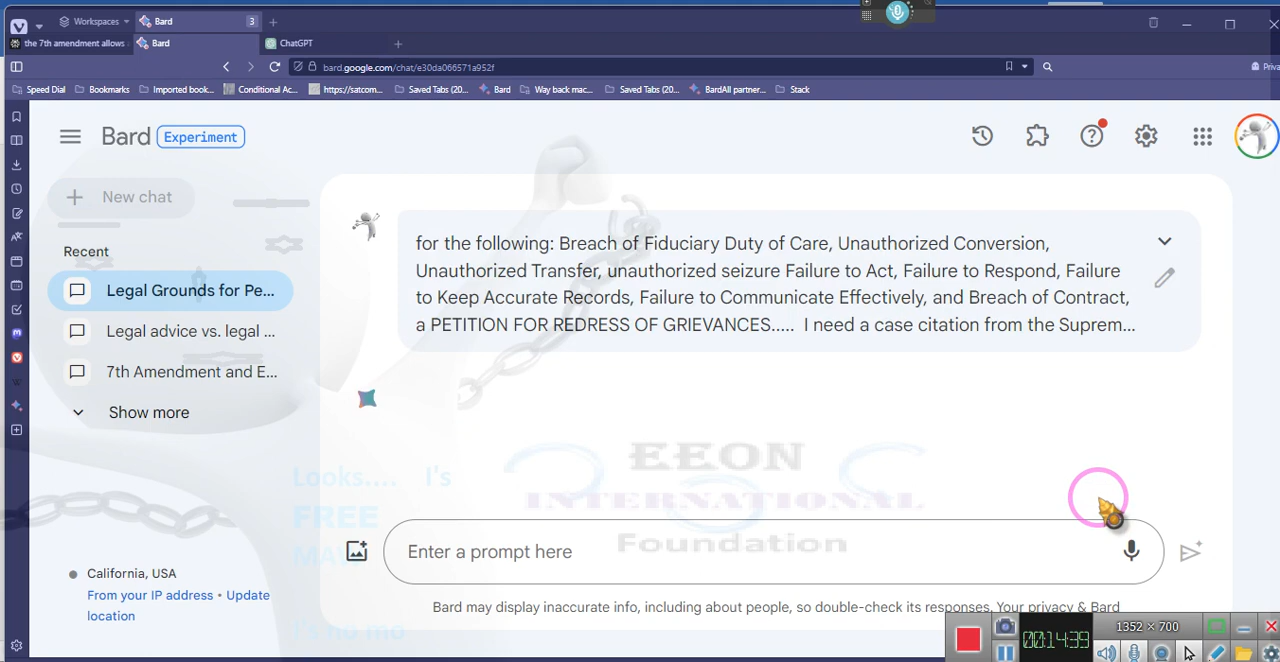 Workspaces
Bard
3
the 7th amendment allows
Bard
ChatGPT
bard.google.com/chat/e30da066571a952f
Priva
Speed Dial
Bookmarks
Imported book...
Conditional Ac...
https://satcom...
Saved Tabs (20...
Bard
Way back mac...
Saved Tabs (20...
BardAll partner...
Stack
Bard
Experiment
New chat
Recent
Legal Grounds for Pe...
Legal advice vs. legal ...
7th Amendment and E...
Show more
for the following: Breach of Fiduciary Duty of Care, Unauthorized Conversion,
Unauthorized Transfer, unauthorized seizure Failure to Act, Failure to Respond, Failure
to Keep Accurate Records, Failure to Communicate Effectively, and Breach of Contract,
a PETITION FOR REDRESS OF GRIEVANCES..... I need a case citation from the Suprem...
EEON
INTERNATIONAL
Foundation
Looks.... I's
FREE
I's no mo
Enter a prompt here
California, USA
From your IP address • Update
location
Bard may display inaccurate info, including about people, so double-check its responses. Your privacy & Bard
1352 × 700
00:14:39